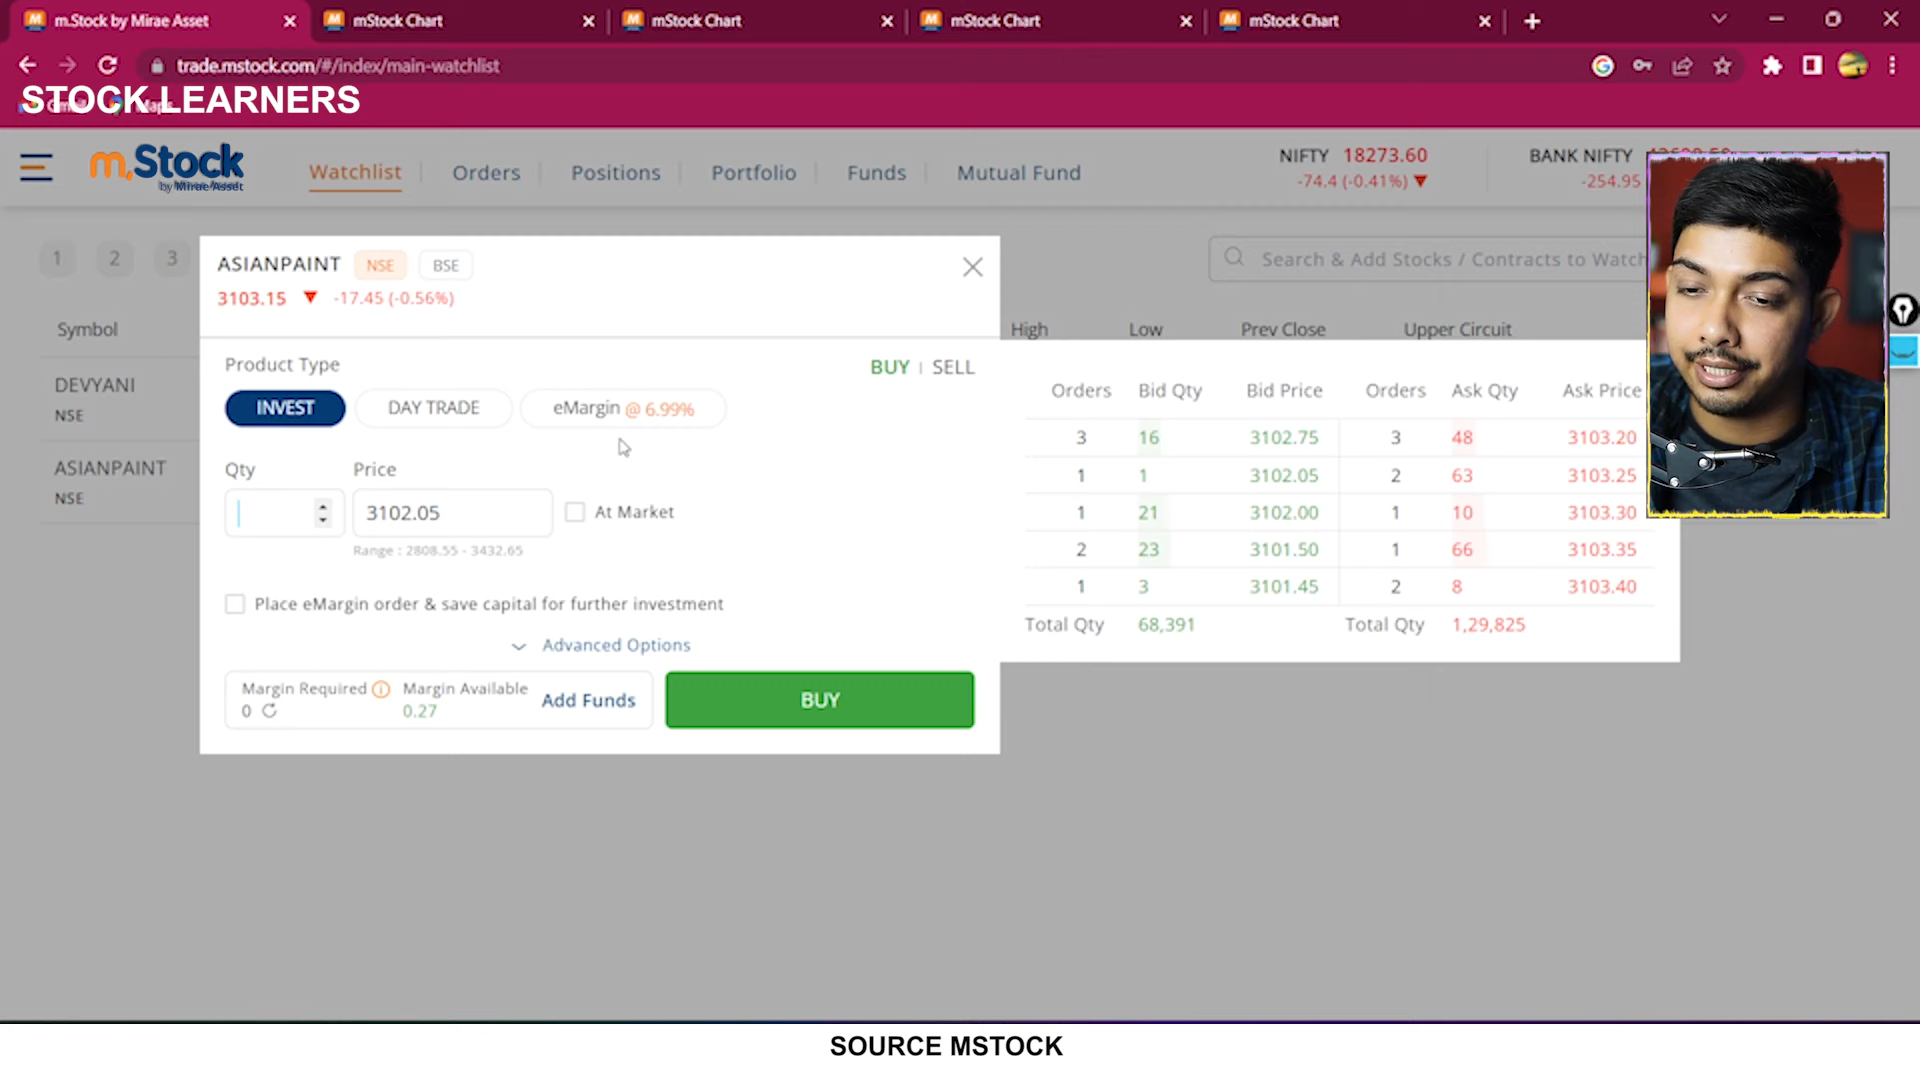 m.Stock by Mirae Asset
mStock Chart
mStock Chart
mStock Chart
mStock Chart
trade.mstock.com/#/index/main-watchlist
STOCK LEARNERS
m.Stock
by Mirae Asset
Watchlist
Orders
Positions
Portfolio
Funds
Mutual Fund
NIFTY 18273.60
-74.4 (-0.41%)
BANK NIFTY
-254.95
1 2 3
ASIANPAINT NSE BSE
3103.15 -17.45 (-0.56%)
Search & Add Stocks / Contracts to Watch
Symbol
High Low Prev Close Upper Circuit
DEVYANI
NSE
ASIANPAINT
NSE
Product Type
BUY | SELL
INVEST DAY TRADE eMargin @ 6.99%
Qty Price
3102.05 At Market
Range : 2808.55 - 3432.65
Place eMargin order & save capital for further investment
Advanced Options
Margin Required Margin Available
0 0.27
Add Funds
BUY
Orders Bid Qty Bid Price Orders Ask Qty Ask Price
3 16 3102.75 3 48 3103.20
1 1 3102.05 2 63 3103.25
1 21 3102.00 1 10 3103.30
2 23 3101.50 1 66 3103.35
1 3 3101.45 2 8 3103.40
Total Qty 68,391 Total Qty 1,29,825
SOURCE MSTOCK